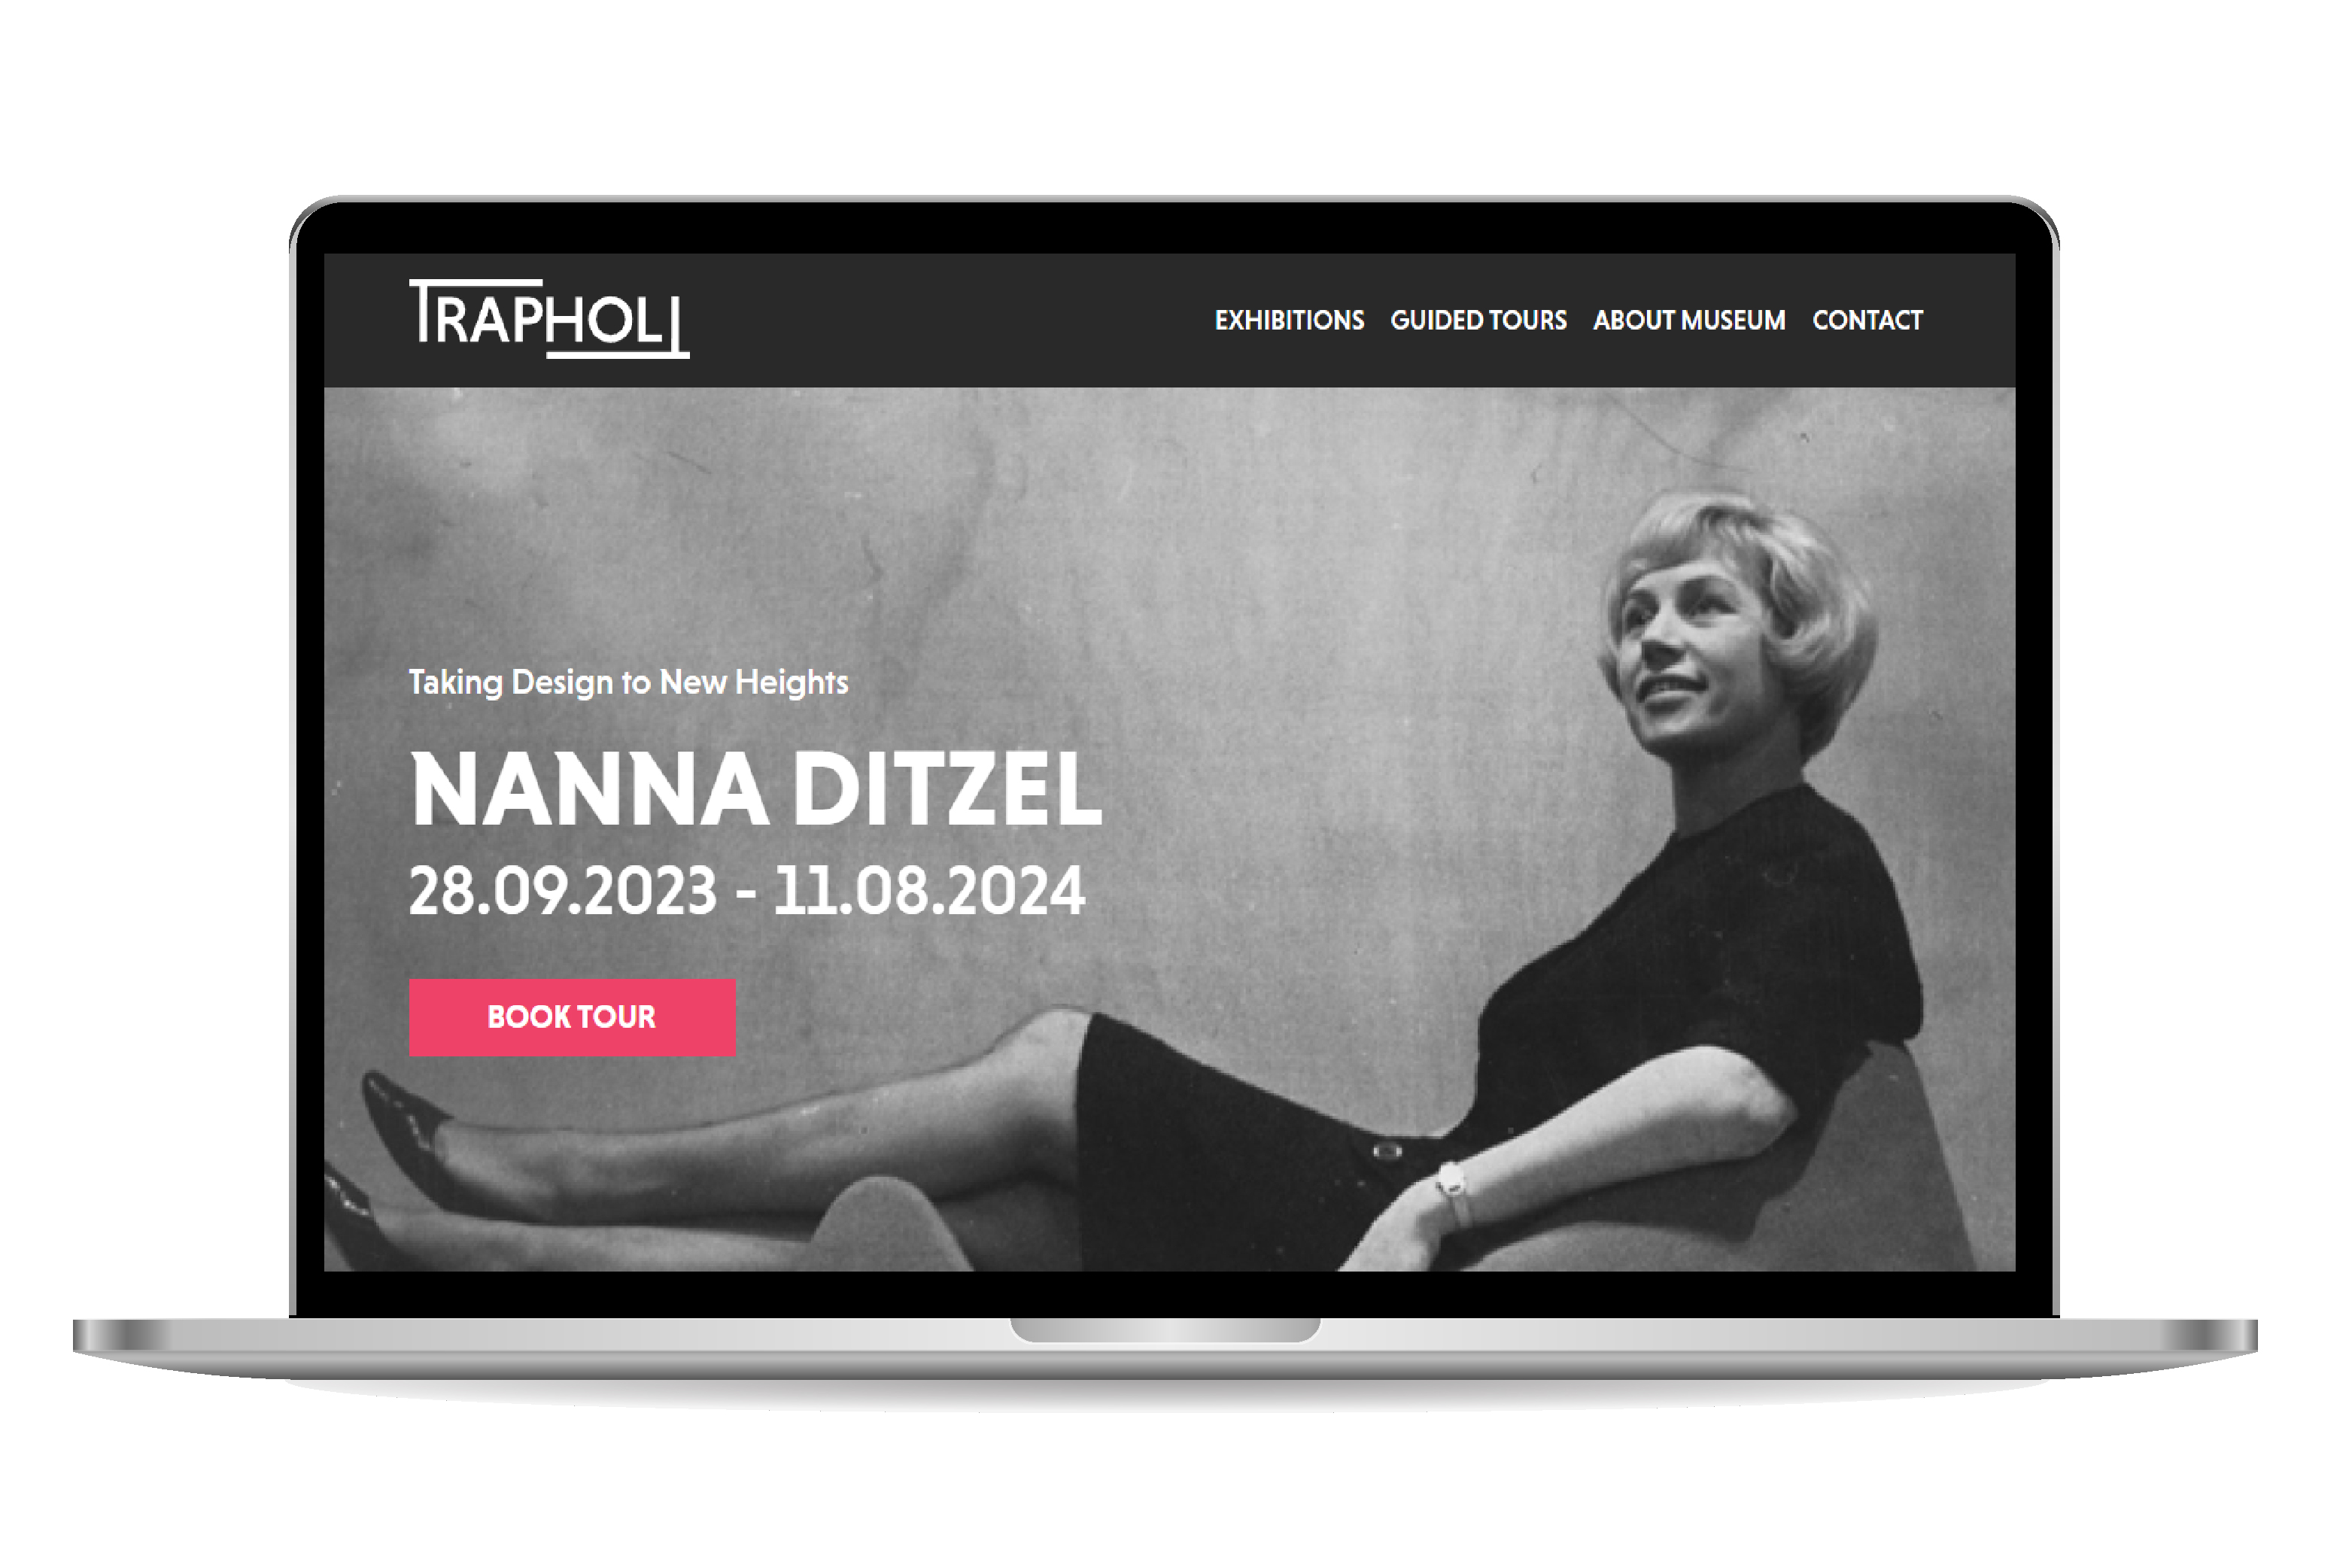 TRAPHOLT
EXHIBITIONS GUIDED TOURS ABOUT MUSEUM CONTACT
Taking Design to New Heights
NANNA DITZEL
28.09.2023 - 11.08.2024
BOOK TOUR